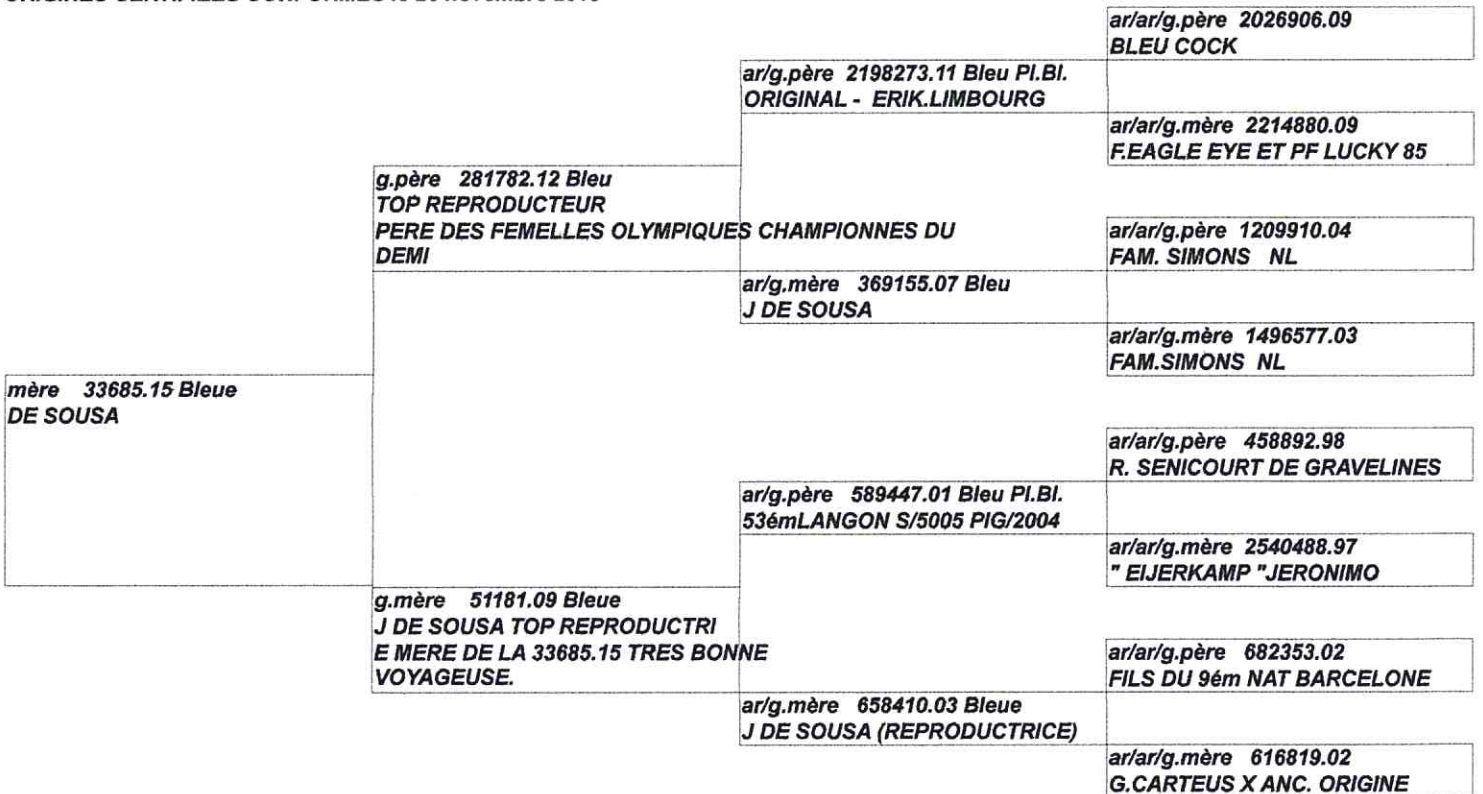 mère 33685.15 Bleue
DE SOUSA
g.père 281782.12 Bleu
TOP REPRODUCTEUR
PERE DES FEMELLES OLYMPIQUES CHAMPIONNES DU
DEMI
g.mère 51181.09 Bleue
J DE SOUSA TOP REPRODUCTRI
E MERE DE LA 33685.15 TRES BONNE
VOYAGEUSE.
ar/g.père 2198273.11 Bleu Pl.Bl.
ORIGINAL - ERIK.LIMBOURG
ar/g.mère 369155.07 Bleu
J DE SOUSA
ar/g.père 589447.01 Bleu Pl.Bl.
53émLANGON S/5005 PIG/2004
ar/g.mère 658410.03 Bleue
J DE SOUSA (REPRODUCTRICE)
ar/ar/g.père 2026906.09
BLEU COCK
ar/ar/g.mère 2214880.09
F.EAGLE EYE ET PF LUCKY 85
ar/ar/g.père 1209910.04
FAM. SIMONS NL
ar/ar/g.mère 1496577.03
FAM.SIMONS NL
ar/ar/g.père 458892.98
R. SENICOURT DE GRAVELINES
ar/ar/g.mère 2540488.97
" EIJERKAMP "JERONIMO
ar/ar/g.père 682353.02
FILS DU 9ém NAT BARCELONE
ar/ar/g.mère 616819.02
G.CARTEUS X ANC. ORIGINE